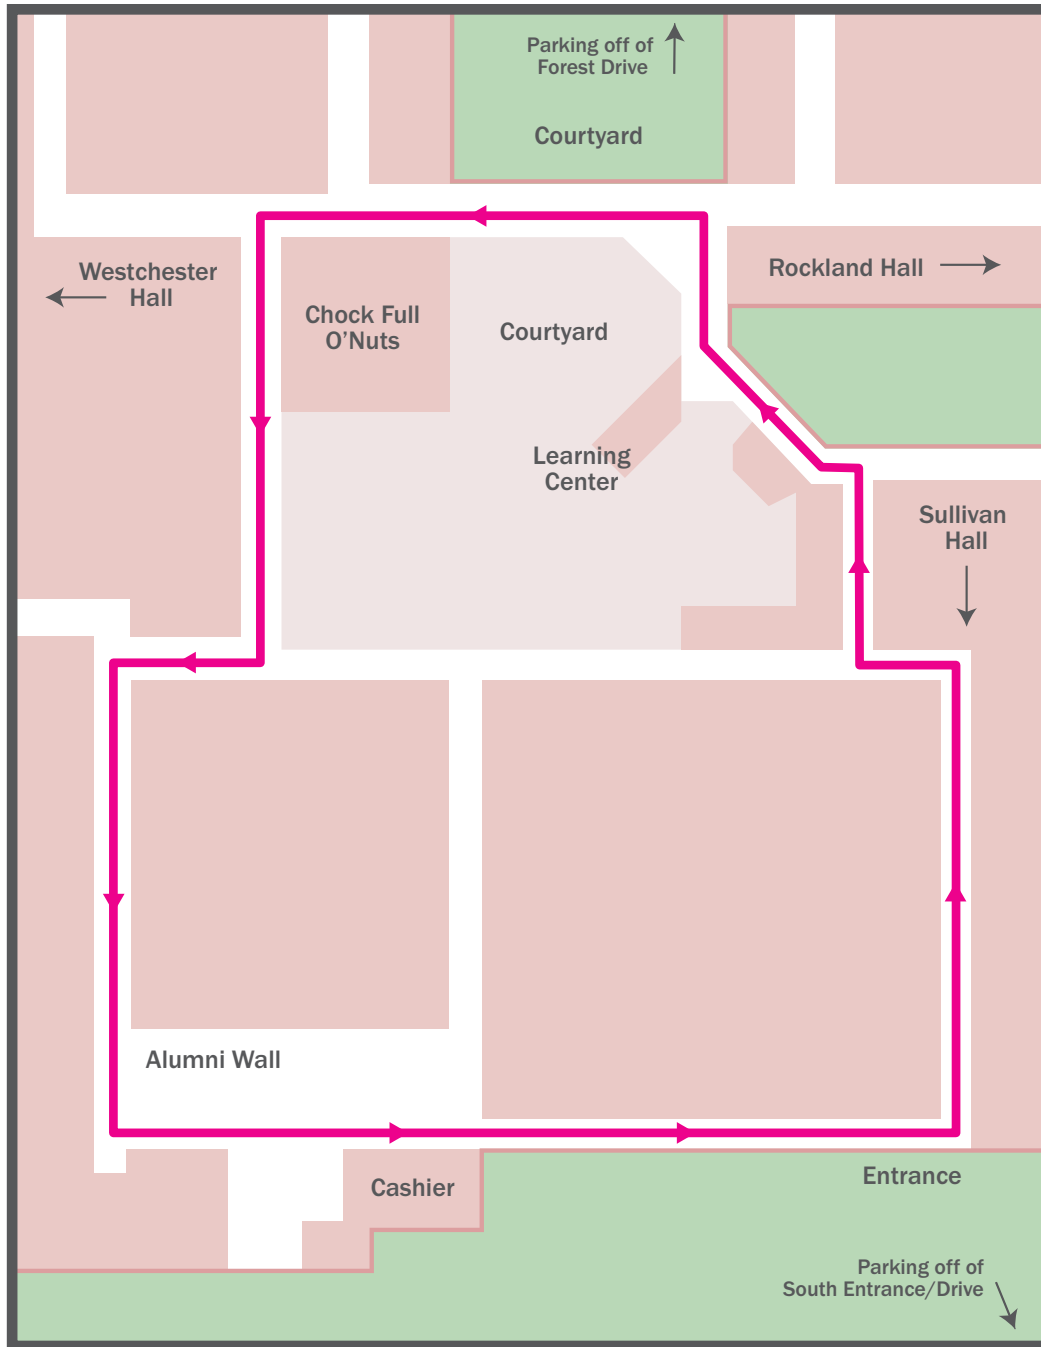 Parking off of
Forest Drive
Courtyard
Westchester
Hall
Rockland Hall
Chock Full
O'Nuts
Courtyard
Learning
Center
Sullivan
Hall
Alumni Wall
Cashier
Entrance
Parking off of
South Entrance/Drive